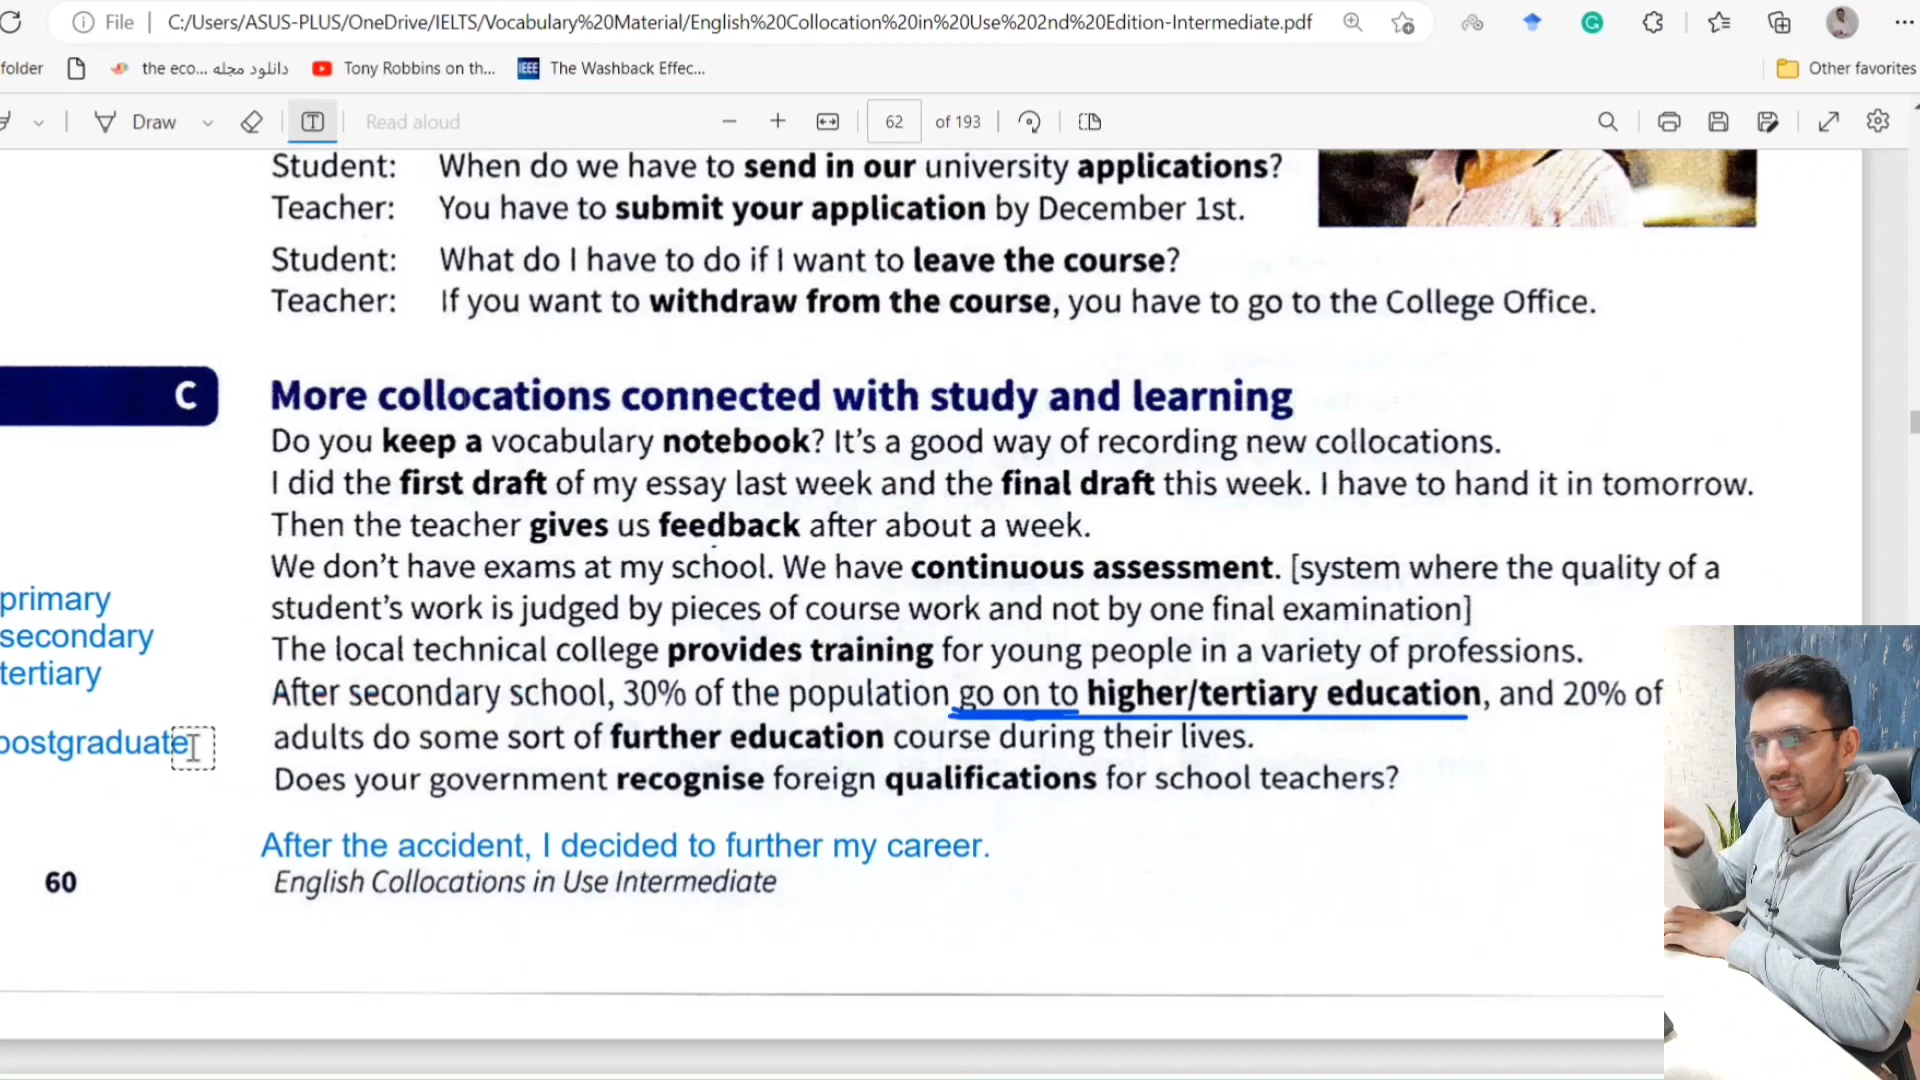 File | C:/Users/ASUS-PLUS/OneDrive/IELTS/Vocabulary%20Material/English%20Collocation%20in%20Use%202nd%20Edition-Intermediate.pdf
folder the eco... دانلود مجله Tony Robbins on th... IEEE The Washback Effec... Other favorites
Draw Read aloud 62 of 193
Student: When do we have to send in our university applications?
Teacher: You have to submit your application by December 1st.
Student: What do I have to do if I want to leave the course?
Teacher: If you want to withdraw from the course, you have to go to the College Office.
C More collocations connected with study and learning
Do you keep a vocabulary notebook? It's a good way of recording new collocations.
I did the first draft of my essay last week and the final draft this week. I have to hand it in tomorrow.
Then the teacher gives us feedback after about a week.
We don't have exams at my school. We have continuous assessment. [system where the quality of a
student's work is judged by pieces of course work and not by one final examination]
The local technical college provides training for young people in a variety of professions.
After secondary school, 30% of the population go on to higher/tertiary education, and 20% of
adults do some sort of further education course during their lives.
Does your government recognise foreign qualifications for school teachers?
primary
secondary
tertiary
postgraduate
After the accident, I decided to further my career.
60 English Collocations in Use Intermediate